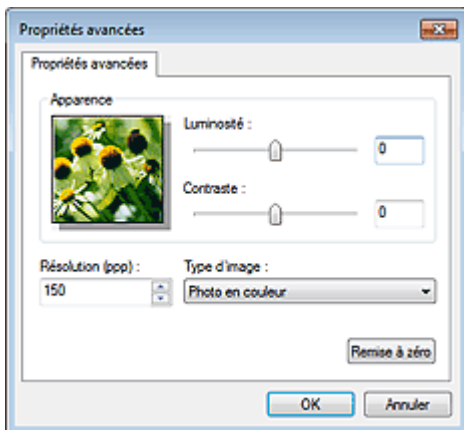 Propriétés avancées
Propriétés avancées
Apparence
Luminosité :
0
Contraste :
0
Résolution (ppp) :
Type d'image :
150
Photo en couleur
Remise à zéro
OK
Annuler